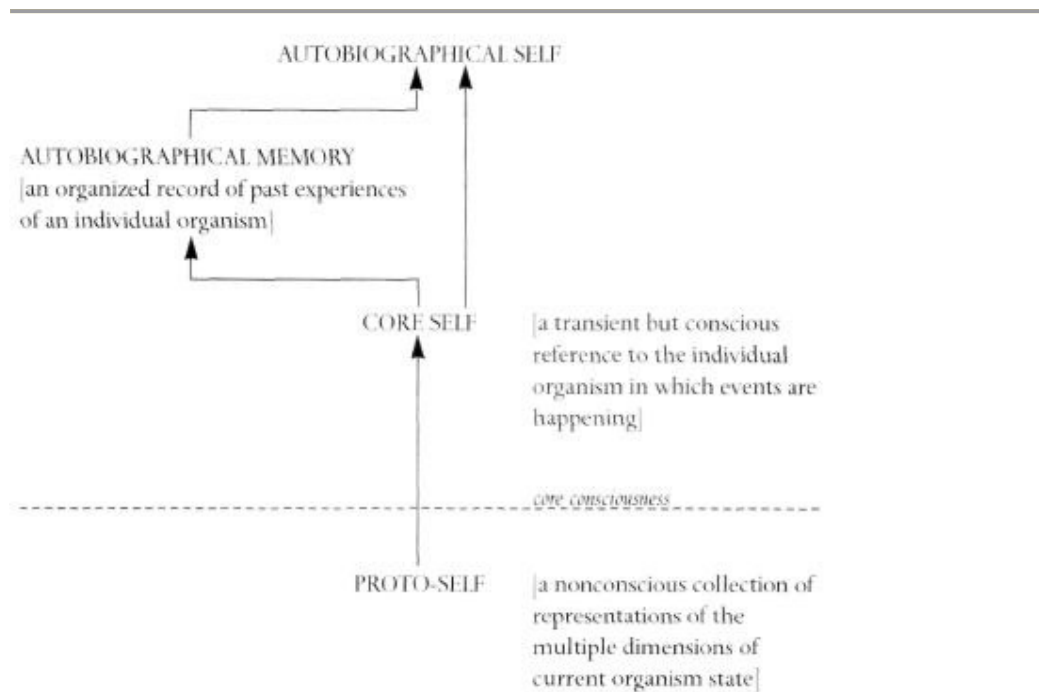 AUTOBIOGRAPHICAL SELF
AUTOBIOGRAPHICAL MEMORY
[an organized record of past experiences
of an individual organism]
CORE SELF
[a transient but conscious
reference to the individual
organism in which events are
happening]
core consciousness
PROTO-SELF
[a nonconscious collection of
representations of the
multiple dimensions of
current organism state]